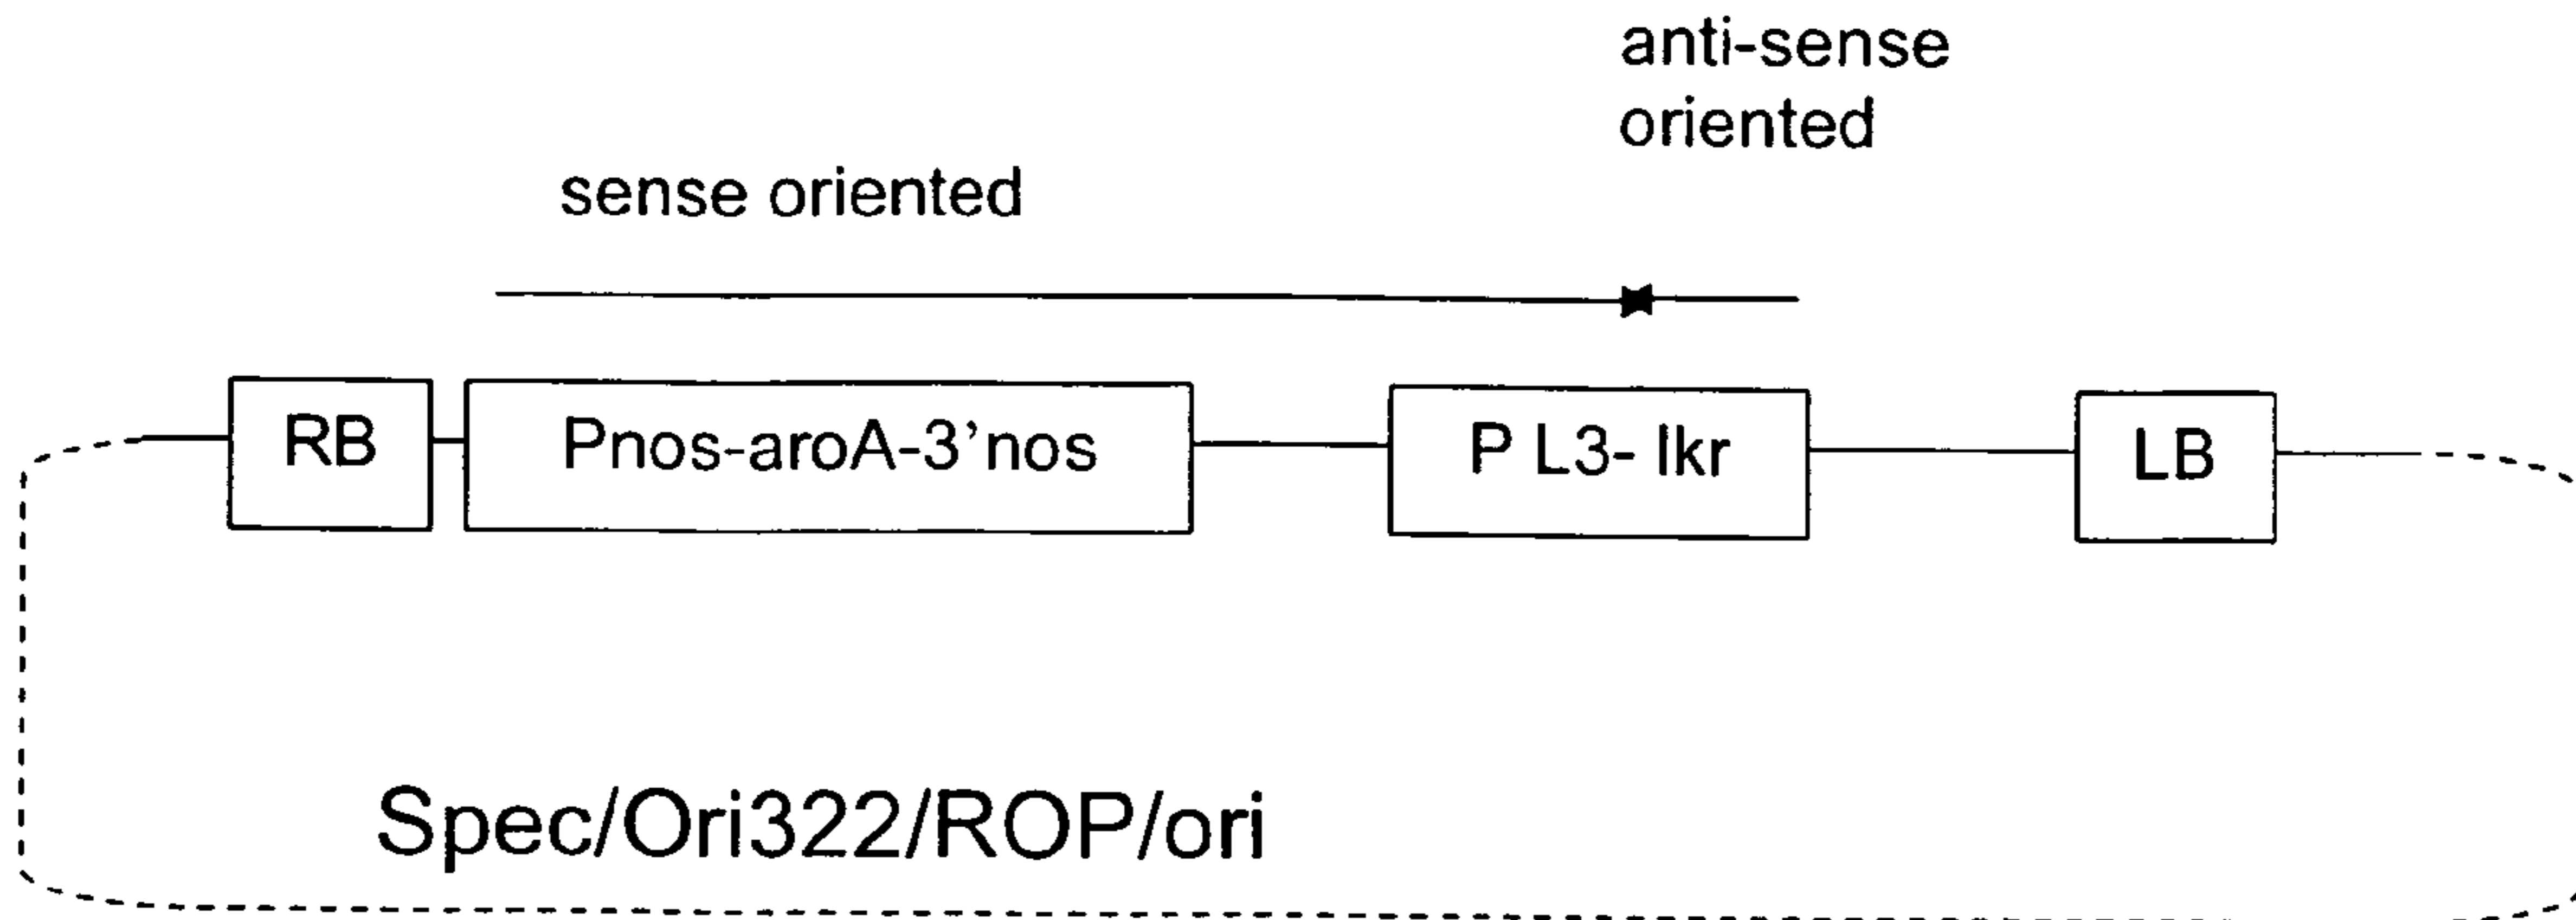 anti-sense
oriented
sense oriented
RB
Pnos-aroA-3’nos
P L3- lkr
LB
Spec/Ori322/ROP/ori